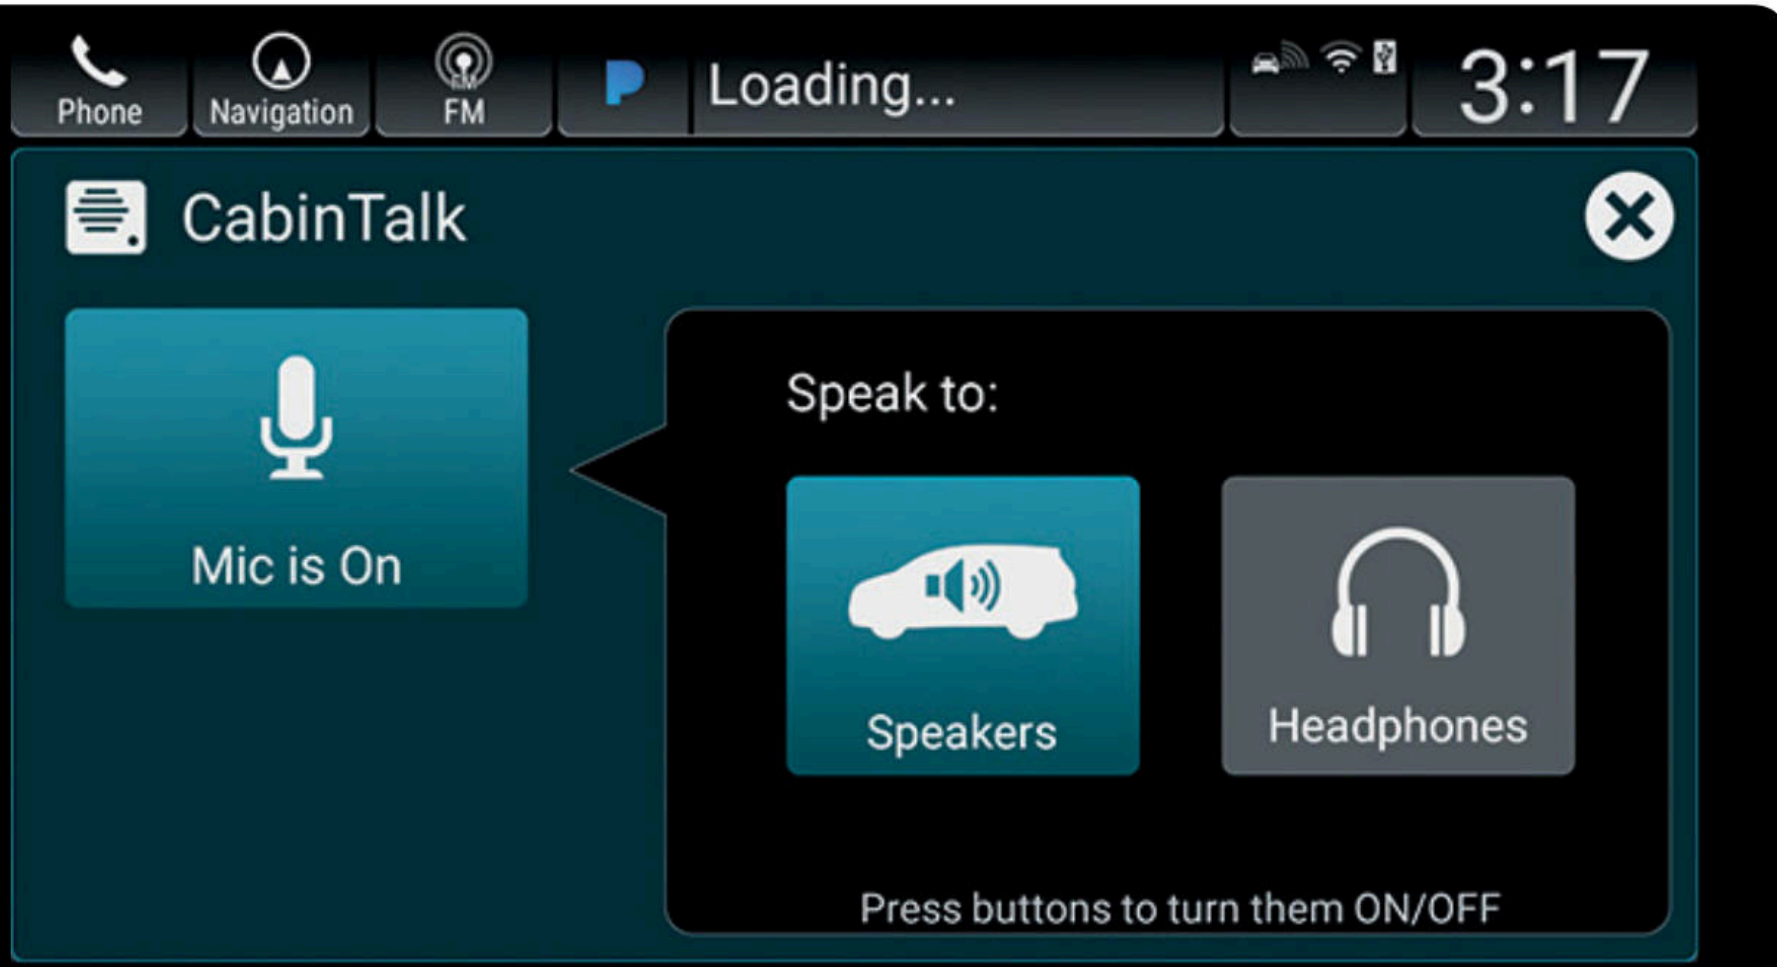 Phone
Navigation
FM
Loading...
3:17
CabinTalk
Mic is On
Speak to:
Speakers
Headphones
Press buttons to turn them ON/OFF